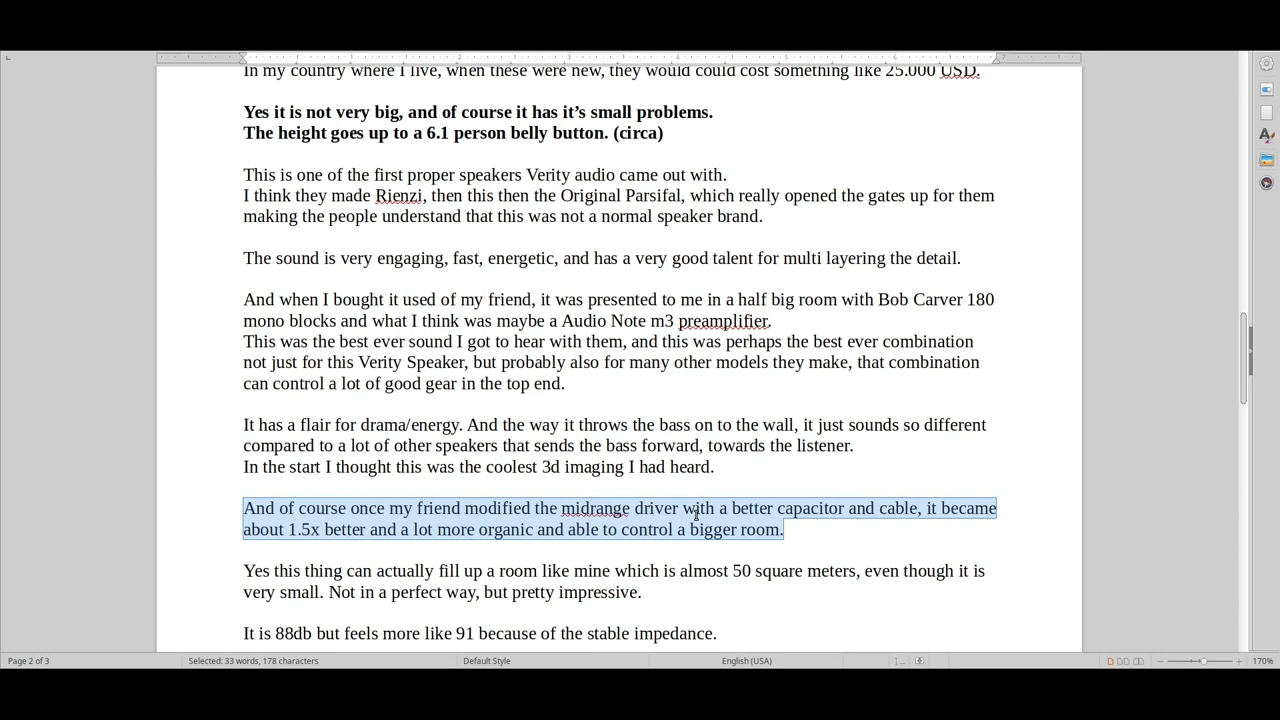 In my country where I live, when these were new, they would could cost something like 25.000 USD.
Yes it is not very big, and of course it has it’s small problems.
The height goes up to a 6.1 person belly button. (circa)
This is one of the first proper speakers Verity audio came out with.
I think they made Rienzi, then this then the Original Parsifal, which really opened the gates up for them
making the people understand that this was not a normal speaker brand.
The sound is very engaging, fast, energetic, and has a very good talent for multi layering the detail.
And when I bought it used of my friend, it was presented to me in a half big room with Bob Carver 180
mono blocks and what I think was maybe a Audio Note m3 preamplifier.
This was the best ever sound I got to hear with them, and this was perhaps the best ever combination
not just for this Verity Speaker, but probably also for many other models they make, that combination
can control a lot of good gear in the top end.
It has a flair for drama/energy. And the way it throws the bass on to the wall, it just sounds so different
compared to a lot of other speakers that sends the bass forward, towards the listener.
In the start I thought this was the coolest 3d imaging I had heard.
And of course once my friend modified the midrange driver with a better capacitor and cable, it became
about 1.5x better and a lot more organic and able to control a bigger room.
Yes this thing can actually fill up a room like mine which is almost 50 square meters, even though it is
very small. Not in a perfect way, but pretty impressive.
It is 88db but feels more like 91 because of the stable impedance.
Page 2 of 3 Selected: 33 words, 178 characters Default Style English (USA) 170%